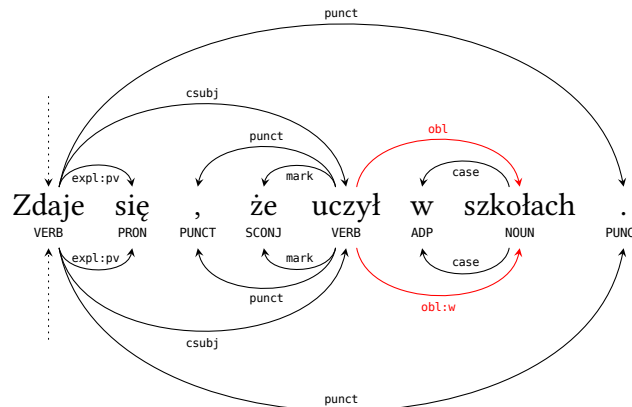 punct
csubj
punct obl
expl:pv mark case
Zdaje się , że uczył w szkołach .
VERB PRON PUNCT SCONJ VERB ADP NOUN PUNC
expl:pv mark case
punct obl:w
csubj
punct